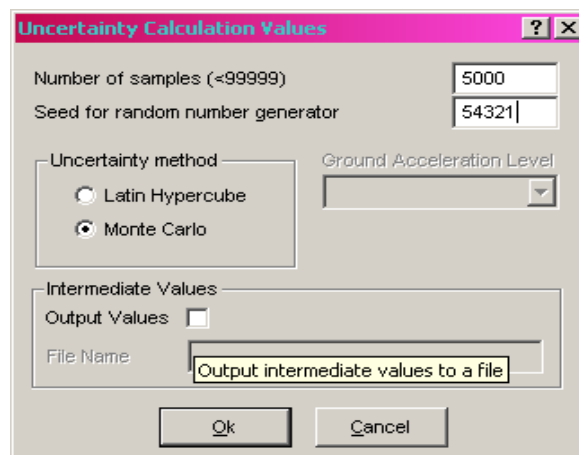 Uncertainty Calculation Values ? X
Number of samples (<99999) 5000
Seed for random number generator 54321
Uncertainty method
Ground Acceleration Level
Latin Hypercube
Monte Carlo
Intermediate Values
Output Values
File Name
Output intermediate values to a file
Ok Cancel